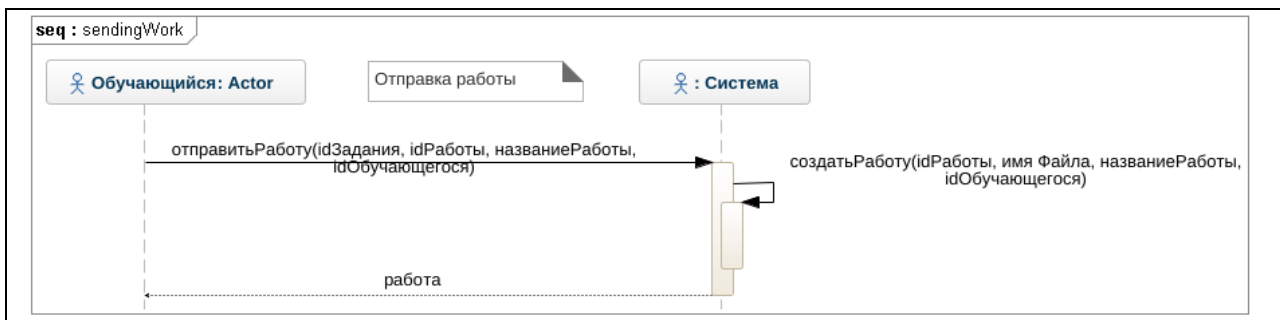 seq : sendingWork
Обучающийся: Actor
Отправка работы
: Система
отправитьРаботу(idЗадания, idРаботы, названиеРаботы,
idОбучающегося)
создатьРаботу(idРаботы, имя Файла, названиеРаботы,
idОбучающегося)
работа